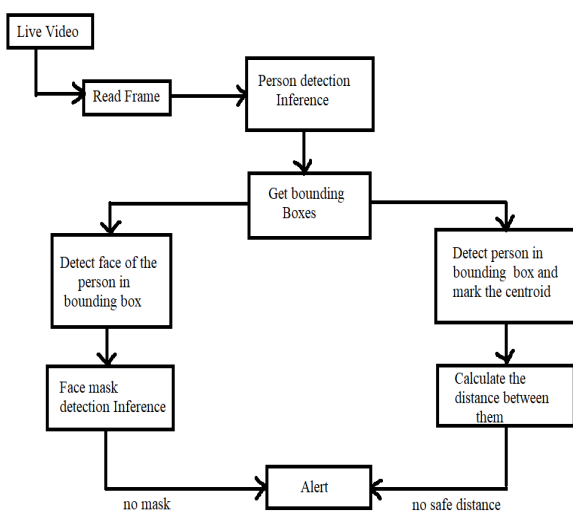 Live Video
Read Frame
Person detection
Inference
Get bounding
Boxes
Detect face of the
person in
bounding box
Detect person in
bounding box and
mark the centroid
Face mask
detection Inference
Calculate the
distance between
them
Alert
no mask
no safe distance